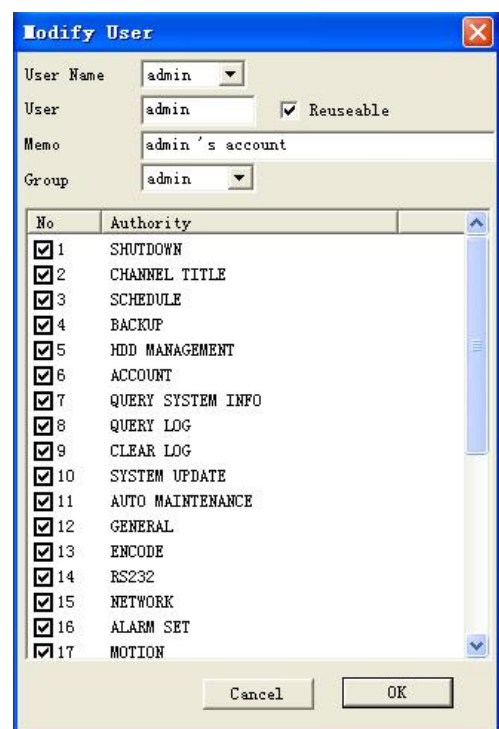 Modify User
User Name admin
User admin Reuseable
Memo admin 's account
Group admin
No Authority
1 SHUTDOWN
2 CHANNEL TITLE
3 SCHEDULE
4 BACKUP
5 HDD MANAGEMENT
6 ACCOUNT
7 QUERY SYSTEM INFO
8 QUERY LOG
9 CLEAR LOG
10 SYSTEM UPDATE
11 AUTO MAINTENANCE
12 GENERAL
13 ENCODE
14 RS232
15 NETWORK
16 ALARM SET
17 MOTION
Cancel OK